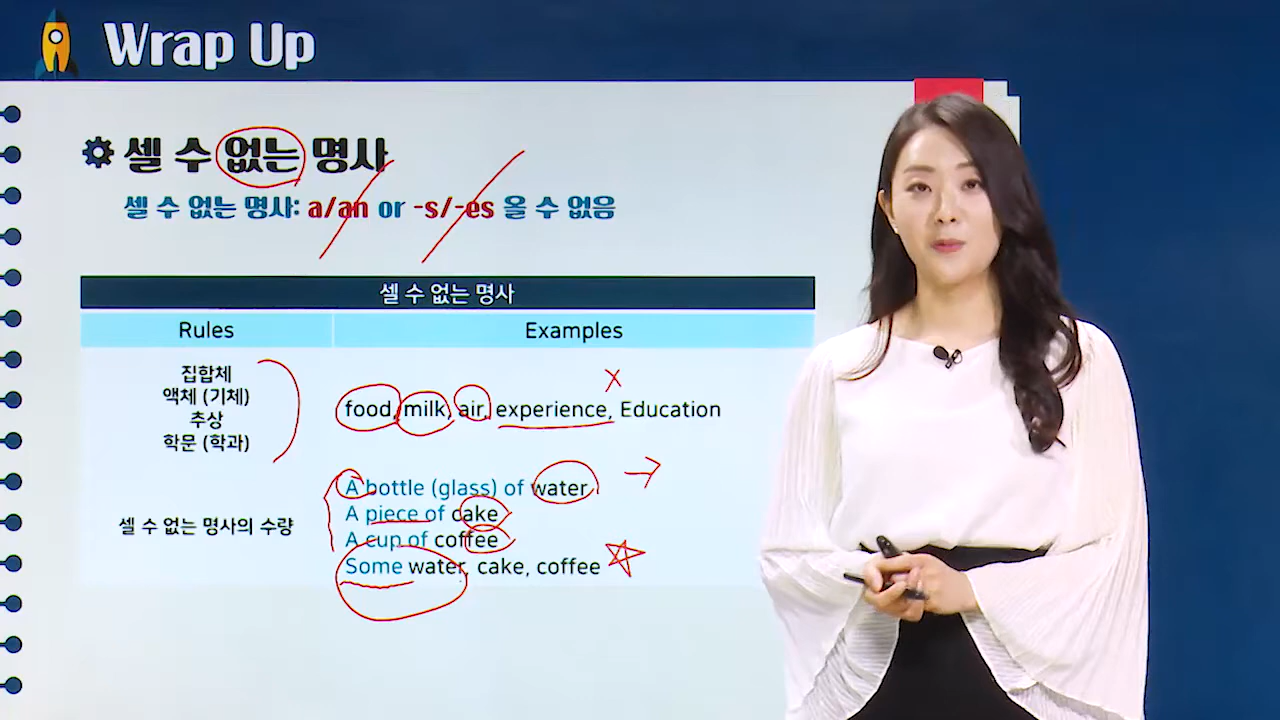 Wrap Up
셀 수 없는 명사
셀 수 없는 명사: a/an or -s/-es 올 수 없음
셀 수 없는 명사
Rules
Examples
집합체
액체 (기체)
추상
학문 (학과)
food, milk, air, experience, Education
셀 수 없는 명사의 수량
A bottle (glass) of water
A piece of cake
A cup of coffee
Some water, cake, coffee